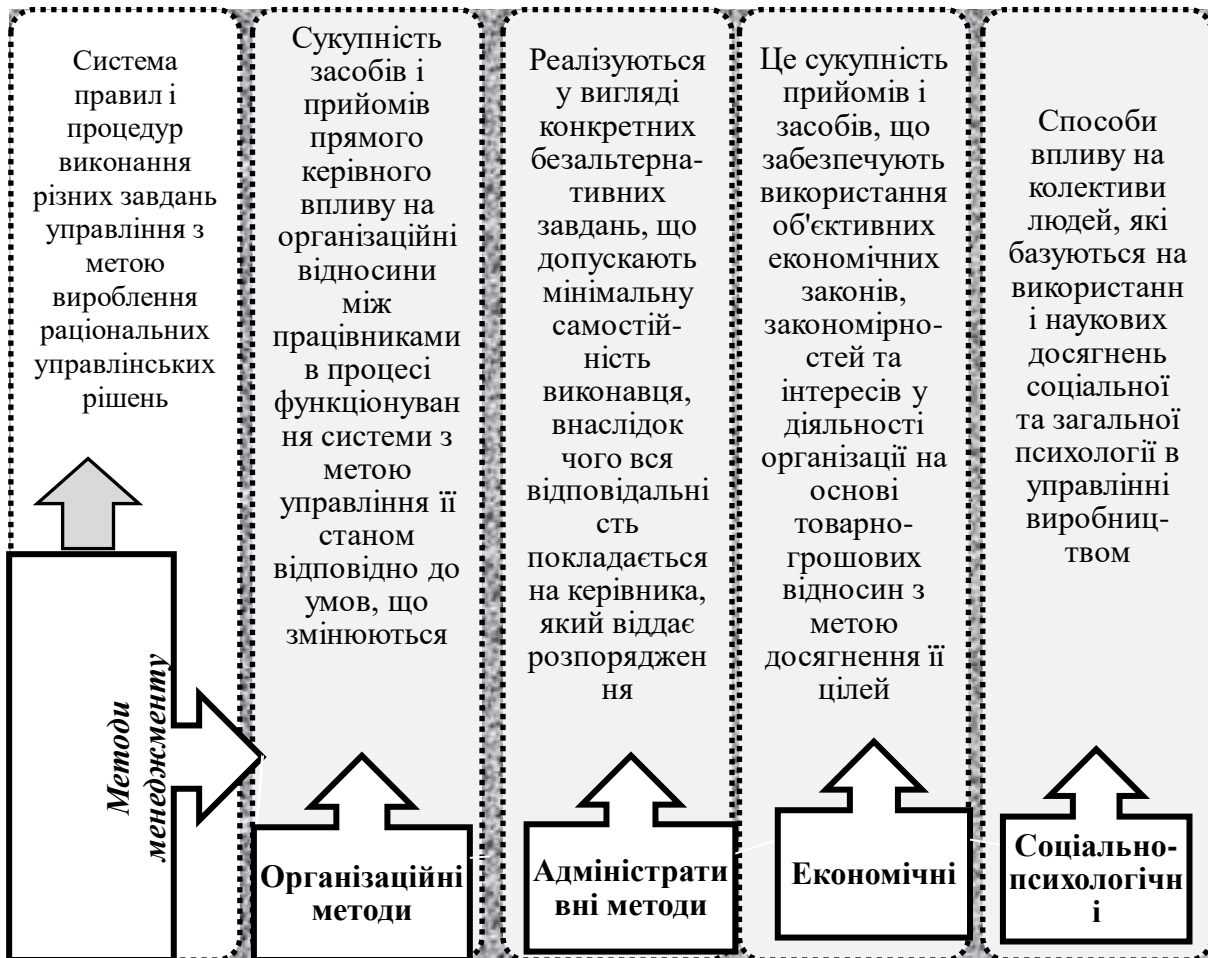 Система
правил і
процедур
виконання
різних завдань
управління з
метою
вироблення
раціональних
управлінських
рішень
Методи
менеджменту
Сукупність
засобів і
прийомів
прямого
керівного
впливу на
організаційні
відносини
між
працівниками
в процесі
функціонуван
ня системи з
метою
управління її
станом
відповідно до
умов, що
змінюються
Організаційні
методи
Реалізуються
у вигляді
конкретних
безальтерна-
тивних
завдань, що
допускають
мінімальну
самостій-
ність
виконавця,
внаслідок
чого вся
відповідальні
сть
покладається
на керівника,
який віддає
розпоряджен
ня
Адміністрати
вні методи
Це сукупність
прийомів і
засобів, що
забезпечують
використання
об'єктивних
економічних
законів,
закономірно-
стей та
інтересів у
діяльності
організації на
основі
товарно-
грошових
відносин з
метою
досягнення її
цілей
Економічні
Способи
впливу на
колективи
людей, які
базуються на
використанн
і наукових
досягнень
соціальної
та загальної
психології в
управлінні
виробниц-
твом
Соціально-
психологічн
і